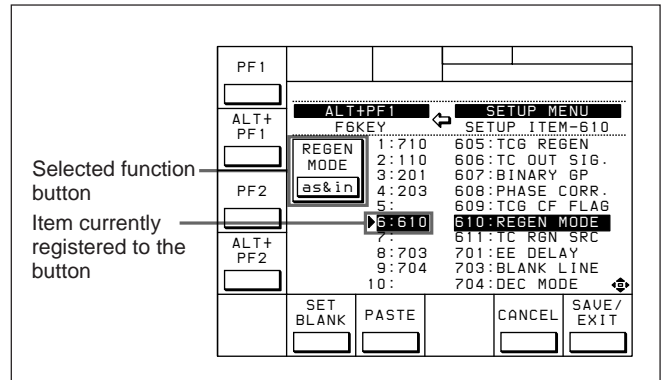 PF1
ALT+
PF1
PF2
ALT+
PF2
Selected function
button
Item currently
registered to the
button
ALT+PF1
F6KEY
SETUP MENU
SETUP ITEM-610
REGEN
MODE
as&in
1:710
2:110
3:201
4:203
5:
6:610
7:
8:703
9:704
10:
605:TCG REGEN
606:TC OUT SIG.
607:BINARY GP
608:PHASE CORR.
609:TCG CF FLAG
610:REGEN MODE
611:TC RGN SRC
701:EE DELAY
703:BLANK LINE
704:DEC MODE
SET
BLANK
PASTE
CANCEL
SAVE/
EXIT